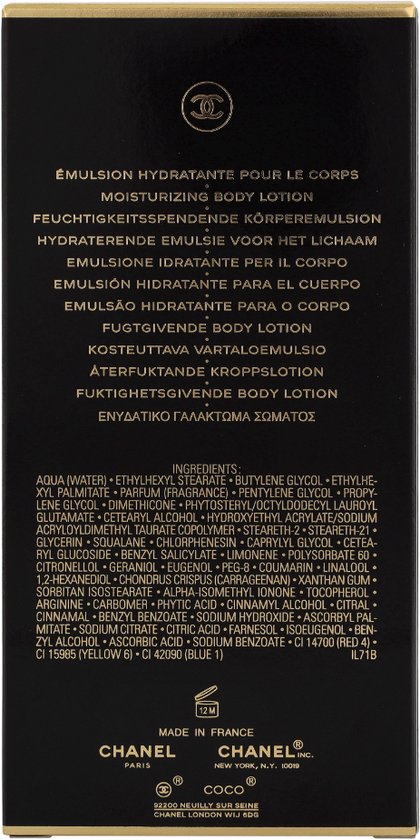 ÉMULSION HYDRATANTE POUR LE CORPS
MOISTURIZING BODY LOTION
FEUCHTIGKEITSSPENDENDE KÖRPEREMULSION
HYDRATERENDE EMULSIE VOOR HET LICHAAM
EMULSIONE IDRATANTE PER IL CORPO
EMULSIÓN HIDRATANTE PARA EL CUERPO
EMULSÃO HIDRATANTE PARA O CORPO
FUGTGIVENDE BODY LOTION
KOSTEUTTAVA VARTALOEMULSIO
ÅTERFUKTANDE KROPPSLOTION
FUKTIGHETSGIVENDE BODY LOTION
ΕΝΥΔΑΤΙΚΟ ΓΑΛΑΚΤΩΜΑ ΣΩΜΑΤΟΣ
INGREDIENTS:
AQUA (WATER) • ETHYLHEXYL STEARATE • BUTYLENE GLYCOL • ETHYLHE-
XYL PALMITATE • PARFUM (FRAGRANCE) • PENTYLENE GLYCOL • PROPY-
LENE GLYCOL • DIMETHICONE • PHYTOSTERYL/OCTYLDODECYL LAUROYL
GLUTAMATE • CETEARYL ALCOHOL • HYDROXYETHYL ACRYLATE/SODIUM
ACRYLOYLDIMETHYL TAURATE COPOLYMER • STEARETH-2 • STEARETH-21 •
GLYCERIN • SQUALANE • CHLORPHENESIN • CAPRYLYL GLYCOL • CETEA-
RYL GLUCOSIDE • BENZYL SALICYLATE • LIMONENE • POLYSORBATE 60 •
CITRONELLOL • GERANIOL • EUGENOL • PEG-8 • COUMARIN • LINALOOL •
1,2-HEXANEDIOL • CHONDRUS CRISPUS (CARRAGEENAN) • XANTHAN GUM •
SORBITAN ISOSTEARATE • ALPHA-ISOMETHYL IONONE • TOCOPHEROL •
ARGININE • CARBOMER • PHYTIC ACID • CINNAMYL ALCOHOL • CITRAL •
CINNAMAL • BENZYL BENZOATE • SODIUM HYDROXIDE • ASCORBYL PAL-
MITATE • SODIUM CITRATE • CITRIC ACID • FARNESOL • ISOEUGENOL • BEN-
ZYL ALCOHOL • ASCORBIC ACID • SODIUM BENZOATE • CI 14700 (RED 4) •
CI 15985 (YELLOW 6) • CI 42090 (BLUE 1) IL71B
12 M
MADE IN FRANCE
CHANEL CHANEL® INC.
PARIS NEW YORK, N.Y. 10019
® COCO®
92200 NEUILLY SUR SEINE
CHANEL LONDON W1J 6DG